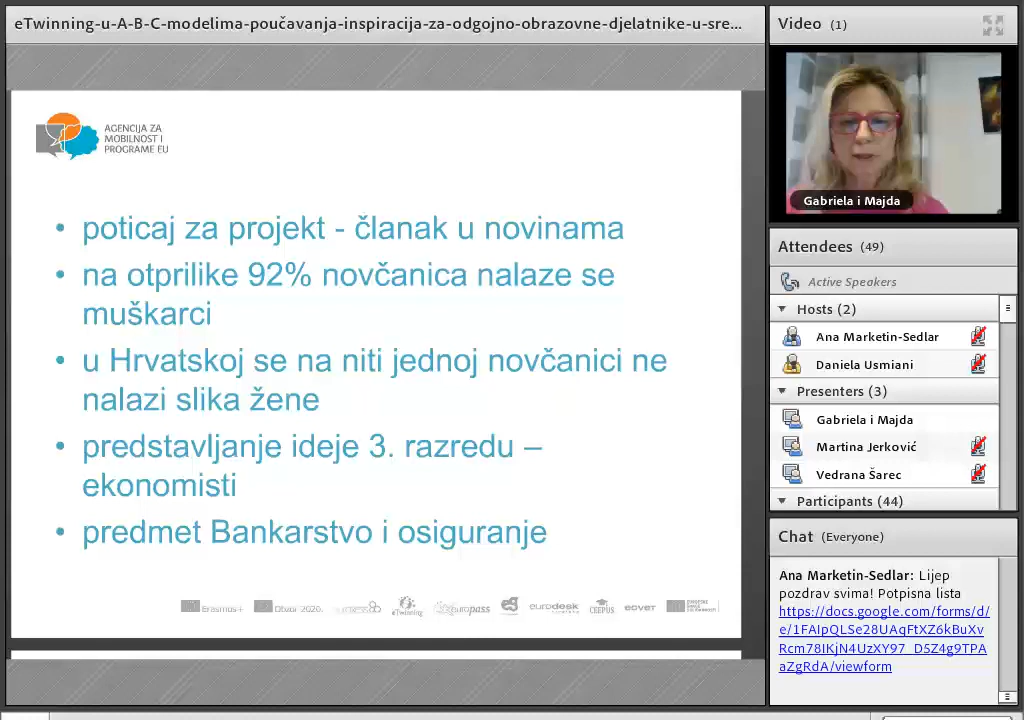 eTwinning-u-A-B-C-modelima-poučavanja-inspiracija-za-odgojno-obrazovne-djelatnike-u-sre...
AGENCIJA ZA
MOBILNOST I
PROGRAME EU
• poticaj za projekt - članak u novinama
• na otprilike 92% novčanica nalaze se
muškarci
• u Hrvatskoj se na niti jednoj novčanici ne
nalazi slika žene
• predstavljanje ideje 3. razredu –
ekonomisti
• predmet Bankarstvo i osiguranje
Erasmus+
Obzor 2020.
eTwinning
europass
eurodesk
CEEPUS
ecvet
Video (1)
Gabriela i Majda
Attendees (49)
Active Speakers
Hosts (2)
Ana Marketin-Sedlar
Daniela Usmiani
Presenters (3)
Gabriela i Majda
Martina Jerković
Vedrana Šarec
Participants (44)
Chat (Everyone)
Ana Marketin-Sedlar: Lijep
pozdrav svima! Potpisna lista
https://docs.google.com/forms/d/
e/1FAIpQLSe28UAqFtXZ6kBuXv
Rcm78IKjN4UzXY97_D5Z4g9TPA
aZgRdA/viewform